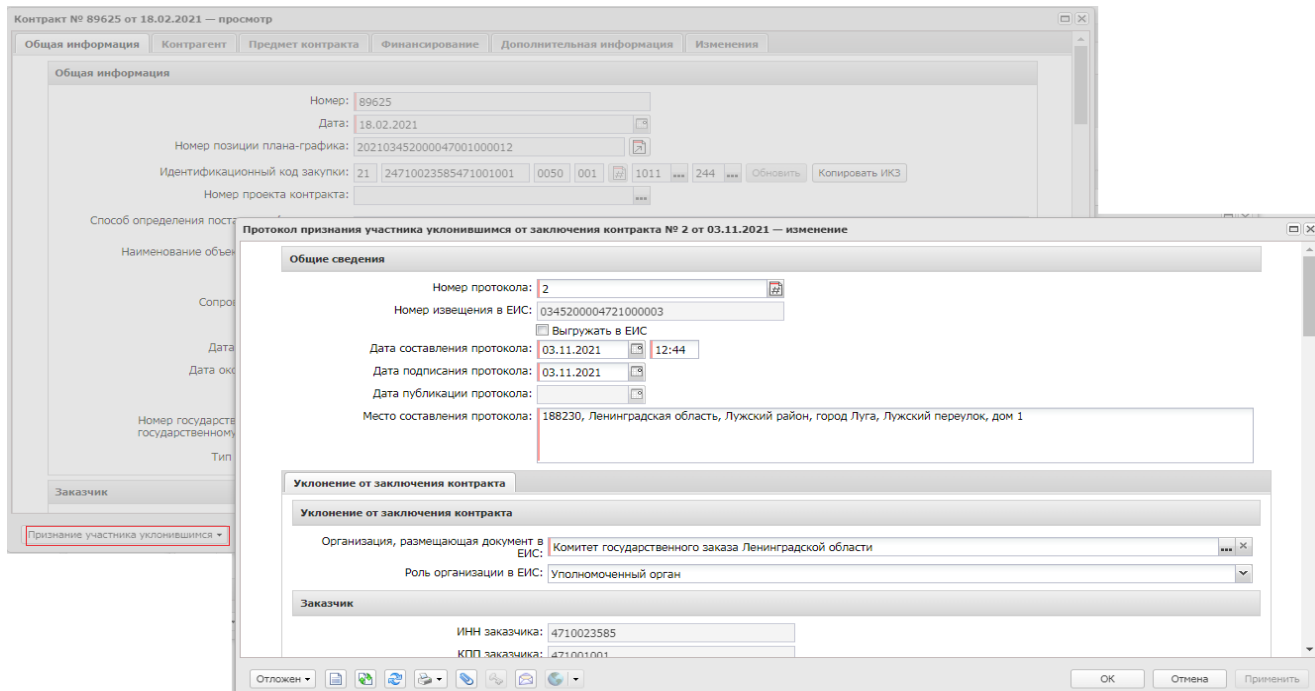 Контракт № 89625 от 18.02.2021 — просмотр
Общая информация Контрагент Предмет контракта Финансирование Дополнительная информация Изменения
Общая информация
Номер: 89625
Дата: 18.02.2021
Номер позиции плана-графика: 202103452000047001000012
Идентификационный код закупки: 21 24710023585471001001 0050 001 1011 ... 244 ... Обновить Копировать ИКЗ
Номер проекта контракта: ...
Способ определения
Наименование
Дата
Дата
Номер
государственному
Тип
Заказчик
Признание участника уклонившимся
Протокол признания участника уклонившимся от заключения контракта № 2 от 03.11.2021 — изменение
Общие сведения
Номер протокола: 2
Номер извещения в ЕИС: 0345200004721000003
Выгружать в ЕИС
Дата составления протокола: 03.11.2021 12:44
Дата подписания протокола: 03.11.2021
Дата публикации протокола:
Место составления протокола: 188230, Ленинградская область, Лужский район, город Луга, Лужский переулок, дом 1
Уклонение от заключения контракта
Уклонение от заключения контракта
Организация, размещающая документ в
ЕИС: Комитет государственного заказа Ленинградской области ...
Роль организации в ЕИС: Уполномоченный орган
Заказчик
ИНН заказчика: 4710023585
КПП заказчика: 471001001
Отложен ОК Отмена Применить